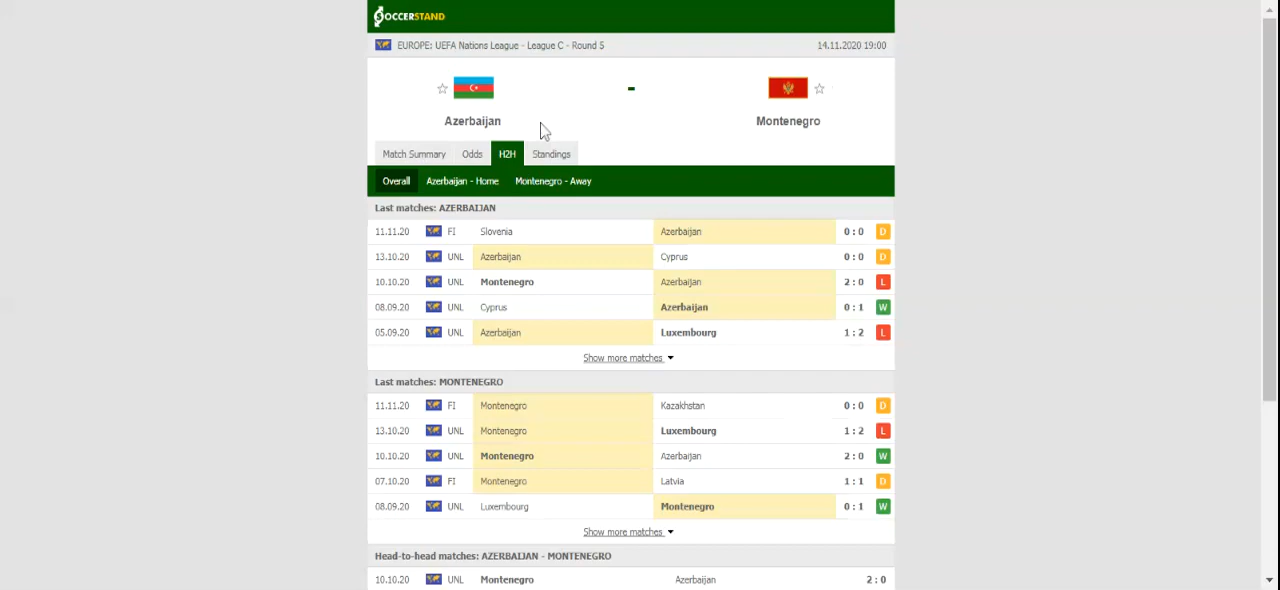 SOCCERSTAND
EUROPE: UEFA Nations League - League C - Round 5 14.11.2020 19:00
-
Azerbaijan Montenegro
Match Summary Odds H2H Standings
Overall Azerbaijan - Home Montenegro - Away
Last matches: AZERBAIJAN
11.11.20 FI Slovenia Azerbaijan 0 : 0 D
13.10.20 UNL Azerbaijan Cyprus 0 : 0 D
10.10.20 UNL Montenegro Azerbaijan 2 : 0 L
08.09.20 UNL Cyprus Azerbaijan 0 : 1 W
05.09.20 UNL Azerbaijan Luxembourg 1 : 2 L
Show more matches
Last matches: MONTENEGRO
11.11.20 FI Montenegro Kazakhstan 0 : 0 D
13.10.20 UNL Montenegro Luxembourg 1 : 2 L
10.10.20 UNL Montenegro Azerbaijan 2 : 0 W
07.10.20 FI Montenegro Latvia 1 : 1 D
08.09.20 UNL Luxembourg Montenegro 0 : 1 W
Show more matches
Head-to-head matches: AZERBAIJAN - MONTENEGRO
10.10.20 UNL Montenegro Azerbaijan 2 : 0